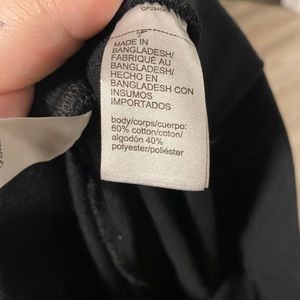 MADE IN
BANGLADESH/
FABRIQUÉ AU
BANGLADESH/
HECHO EN
BANGLADESH CON
INSUMOS
IMPORTADOS
body/corps/cuerpo:
60% cotton/coton/
algodón 40%
polyester/poliéster